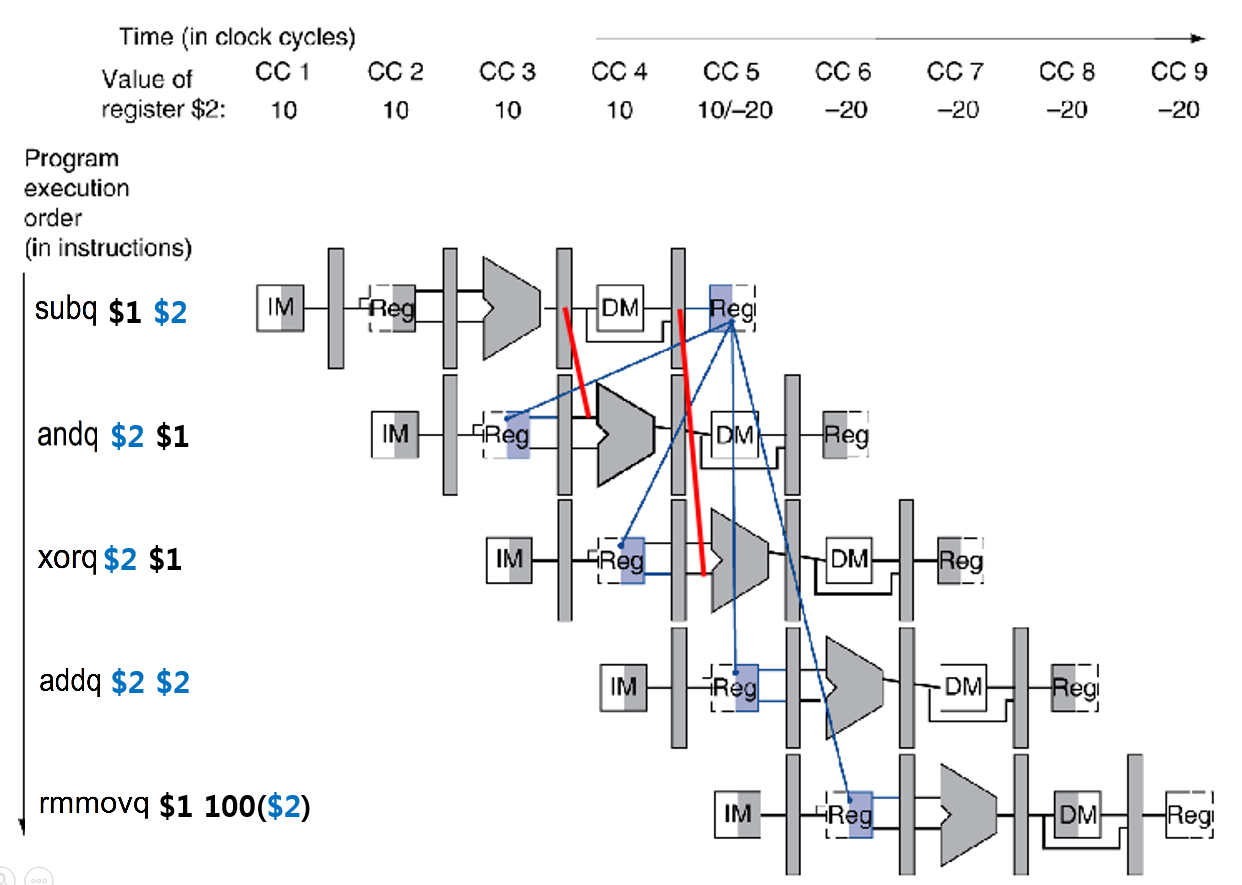 Time (in clock cycles)
CC 1 CC 2 CC 3 CC 4 CC 5 CC 6 CC 7 CC 8 CC 9
Value of
register $2: 10 10 10 10 10/–20 –20 –20 –20 –20
Program
execution
order
(in instructions)
subq $1 $2 IM Reg DM Reg
andq $2 $1 IM Reg DM Reg
xorq $2 $1 IM Reg DM Reg
addq $2 $2 IM Reg DM Reg
rmmovq $1 100($2) IM Reg DM Reg